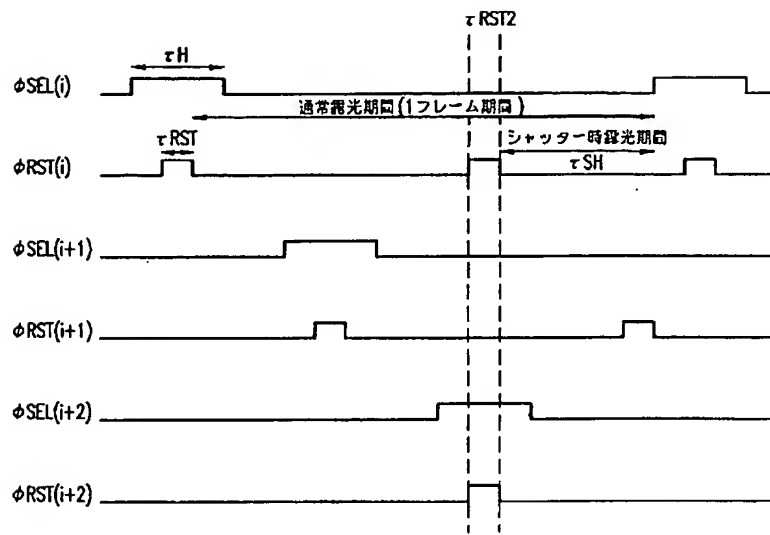 τRST2
τH
φSEL(i)
通常露光期間(1フレーム期間)
τRST
シャッター時露光期間
φRST(i)
τSH
φSEL(i+1)
φRST(i+1)
φSEL(i+2)
φRST(i+2)